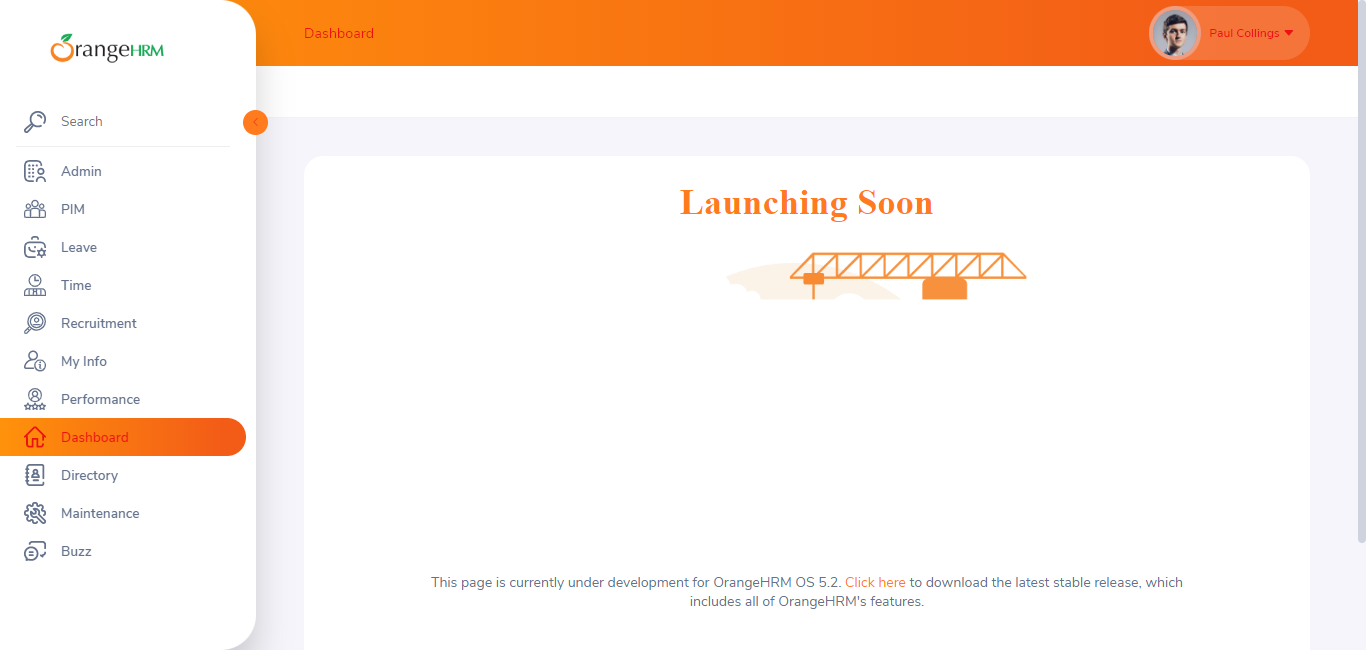 OrangeHRM
Search
Admin
PIM
Leave
Time
Recruitment
My Info
Performance
Dashboard
Directory
Maintenance
Buzz
Dashboard
Paul Collings
Launching Soon
This page is currently under development for OrangeHRM OS 5.2. Click here to download the latest stable release, which
includes all of OrangeHRM's features.